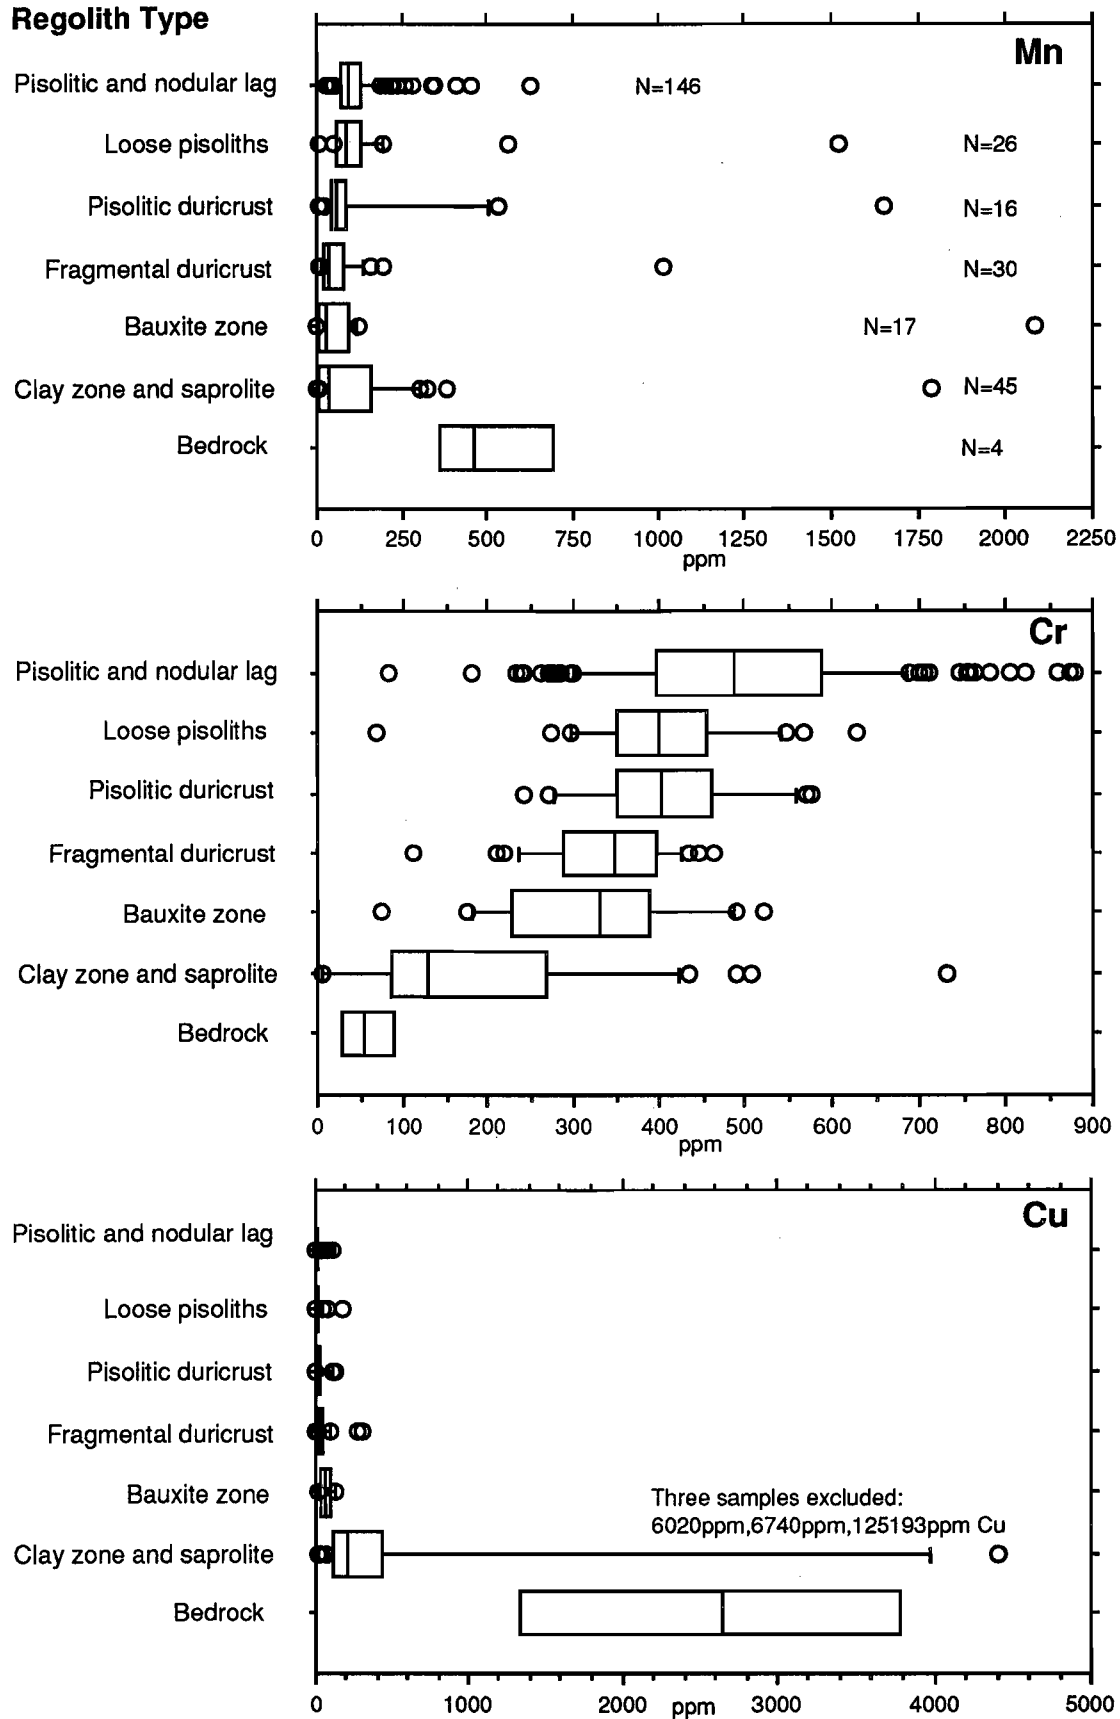 Regolith Type
Mn
Pisolitic and nodular lag
N=146
Loose pisoliths
N=26
Pisolitic duricrust
N=16
Fragmental duricrust
N=30
Bauxite zone
N=17
Clay zone and saprolite
N=45
Bedrock
N=4
0 250 500 750 1000 1250 1500 1750 2000 2250
ppm
Cr
Pisolitic and nodular lag
Loose pisoliths
Pisolitic duricrust
Fragmental duricrust
Bauxite zone
Clay zone and saprolite
Bedrock
0 100 200 300 400 500 600 700 800 900
ppm
Cu
Pisolitic and nodular lag
Loose pisoliths
Pisolitic duricrust
Fragmental duricrust
Bauxite zone
Three samples excluded:
6020ppm,6740ppm,125193ppm Cu
Clay zone and saprolite
Bedrock
0 1000 2000 ppm 3000 4000 5000